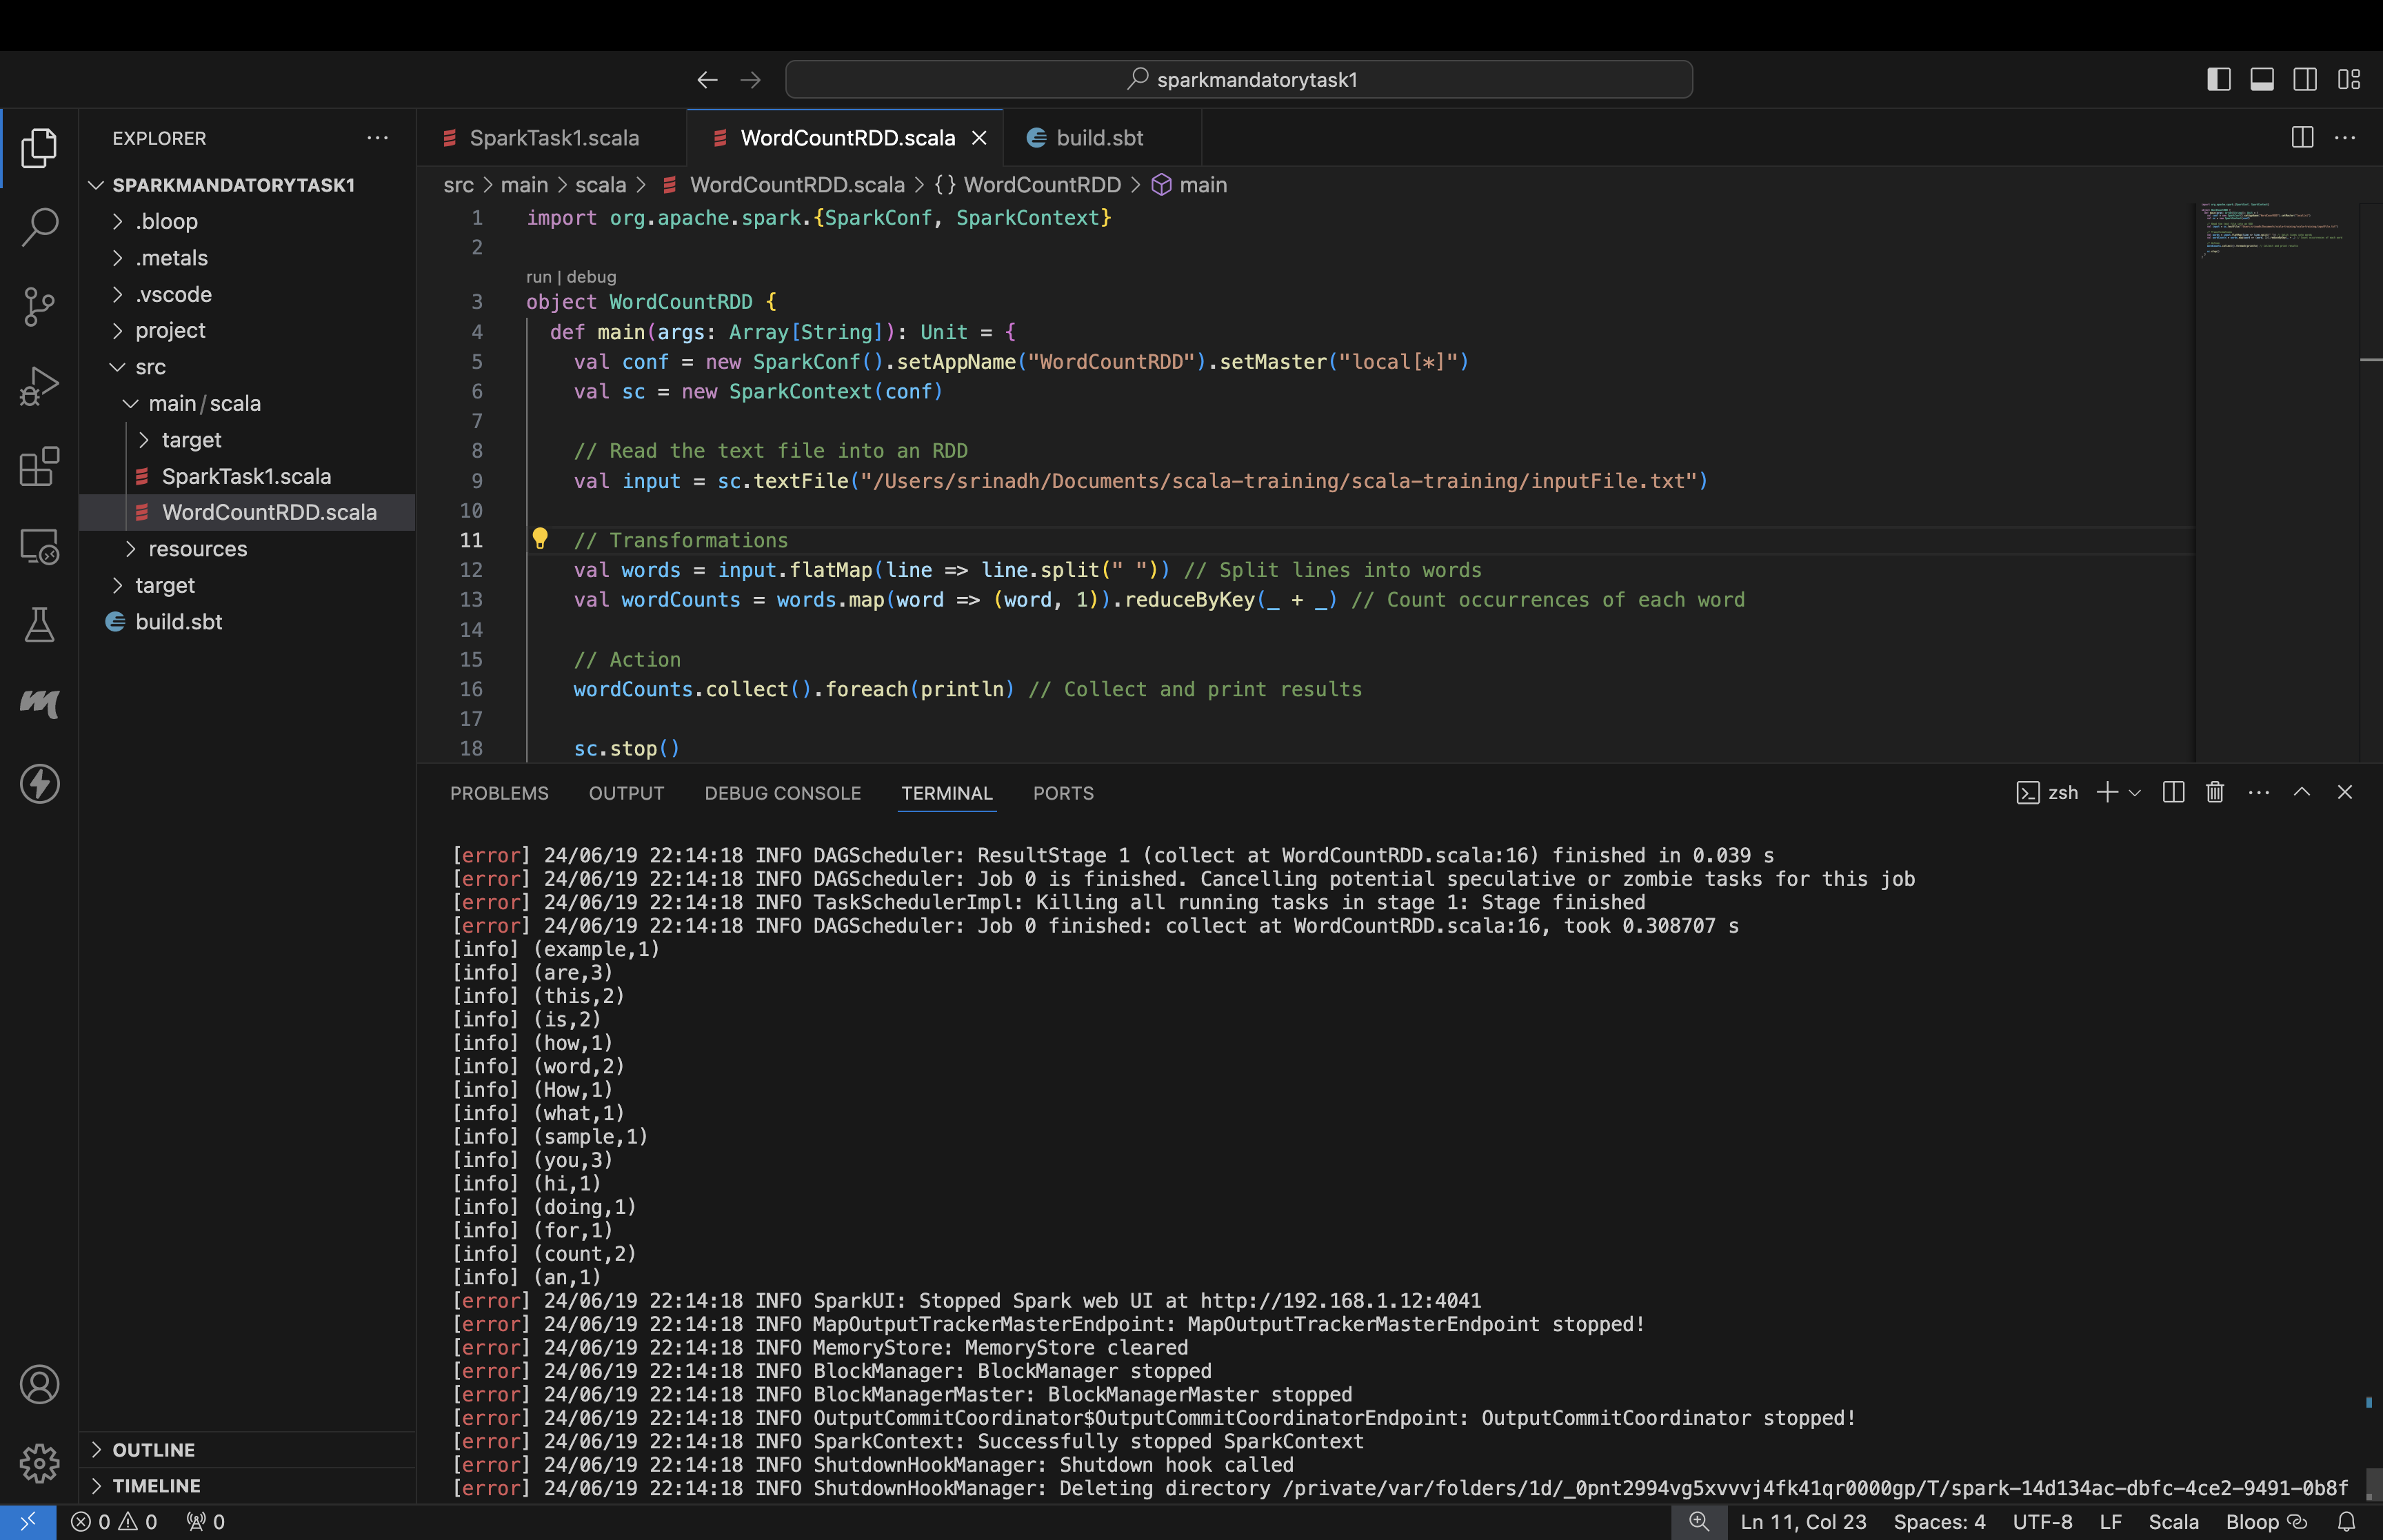 sparkmandatorytask1
EXPLORER
SPARKMANDATORYTASK1
.bloop
.metals
.vscode
project
src
main/scala
target
SparkTask1.scala
WordCountRDD.scala
resources
target
build.sbt
OUTLINE
TIMELINE
SparkTask1.scala
WordCountRDD.scala
build.sbt
src > main > scala > WordCountRDD.scala > {} WordCountRDD > main
1 import org.apache.spark.{SparkConf, SparkContext}
2
run | debug
3 object WordCountRDD {
4 def main(args: Array[String]): Unit = {
5 val conf = new SparkConf().setAppName("WordCountRDD").setMaster("local[*]")
6 val sc = new SparkContext(conf)
7
8 // Read the text file into an RDD
9 val input = sc.textFile("/Users/srinadh/Documents/scala-training/scala-training/inputFile.txt")
10
11 // Transformations
12 val words = input.flatMap(line => line.split(" ")) // Split lines into words
13 val wordCounts = words.map(word => (word, 1)).reduceByKey(_ + _) // Count occurrences of each word
14
15 // Action
16 wordCounts.collect().foreach(println) // Collect and print results
17
18 sc.stop()
PROBLEMS OUTPUT DEBUG CONSOLE TERMINAL PORTS
zsh
[error] 24/06/19 22:14:18 INFO DAGScheduler: ResultStage 1 (collect at WordCountRDD.scala:16) finished in 0.039 s
[error] 24/06/19 22:14:18 INFO DAGScheduler: Job 0 is finished. Cancelling potential speculative or zombie tasks for this job
[error] 24/06/19 22:14:18 INFO TaskSchedulerImpl: Killing all running tasks in stage 1: Stage finished
[error] 24/06/19 22:14:18 INFO DAGScheduler: Job 0 finished: collect at WordCountRDD.scala:16, took 0.308707 s
[info] (example,1)
[info] (are,3)
[info] (this,2)
[info] (is,2)
[info] (how,1)
[info] (word,2)
[info] (How,1)
[info] (what,1)
[info] (sample,1)
[info] (you,3)
[info] (hi,1)
[info] (doing,1)
[info] (for,1)
[info] (count,2)
[info] (an,1)
[error] 24/06/19 22:14:18 INFO SparkUI: Stopped Spark web UI at http://192.168.1.12:4041
[error] 24/06/19 22:14:18 INFO MapOutputTrackerMasterEndpoint: MapOutputTrackerMasterEndpoint stopped!
[error] 24/06/19 22:14:18 INFO MemoryStore: MemoryStore cleared
[error] 24/06/19 22:14:18 INFO BlockManager: BlockManager stopped
[error] 24/06/19 22:14:18 INFO BlockManagerMaster: BlockManagerMaster stopped
[error] 24/06/19 22:14:18 INFO OutputCommitCoordinator$OutputCommitCoordinatorEndpoint: OutputCommitCoordinator stopped!
[error] 24/06/19 22:14:18 INFO SparkContext: Successfully stopped SparkContext
[error] 24/06/19 22:14:18 INFO ShutdownHookManager: Shutdown hook called
[error] 24/06/19 22:14:18 INFO ShutdownHookManager: Deleting directory /private/var/folders/1d/_0pnt2994vg5xvvvj4fk41qr0000gp/T/spark-14d134ac-dbfc-4ce2-9491-0b8f
0 0 0
Ln 11, Col 23 Spaces: 4 UTF-8 LF Scala Bloop